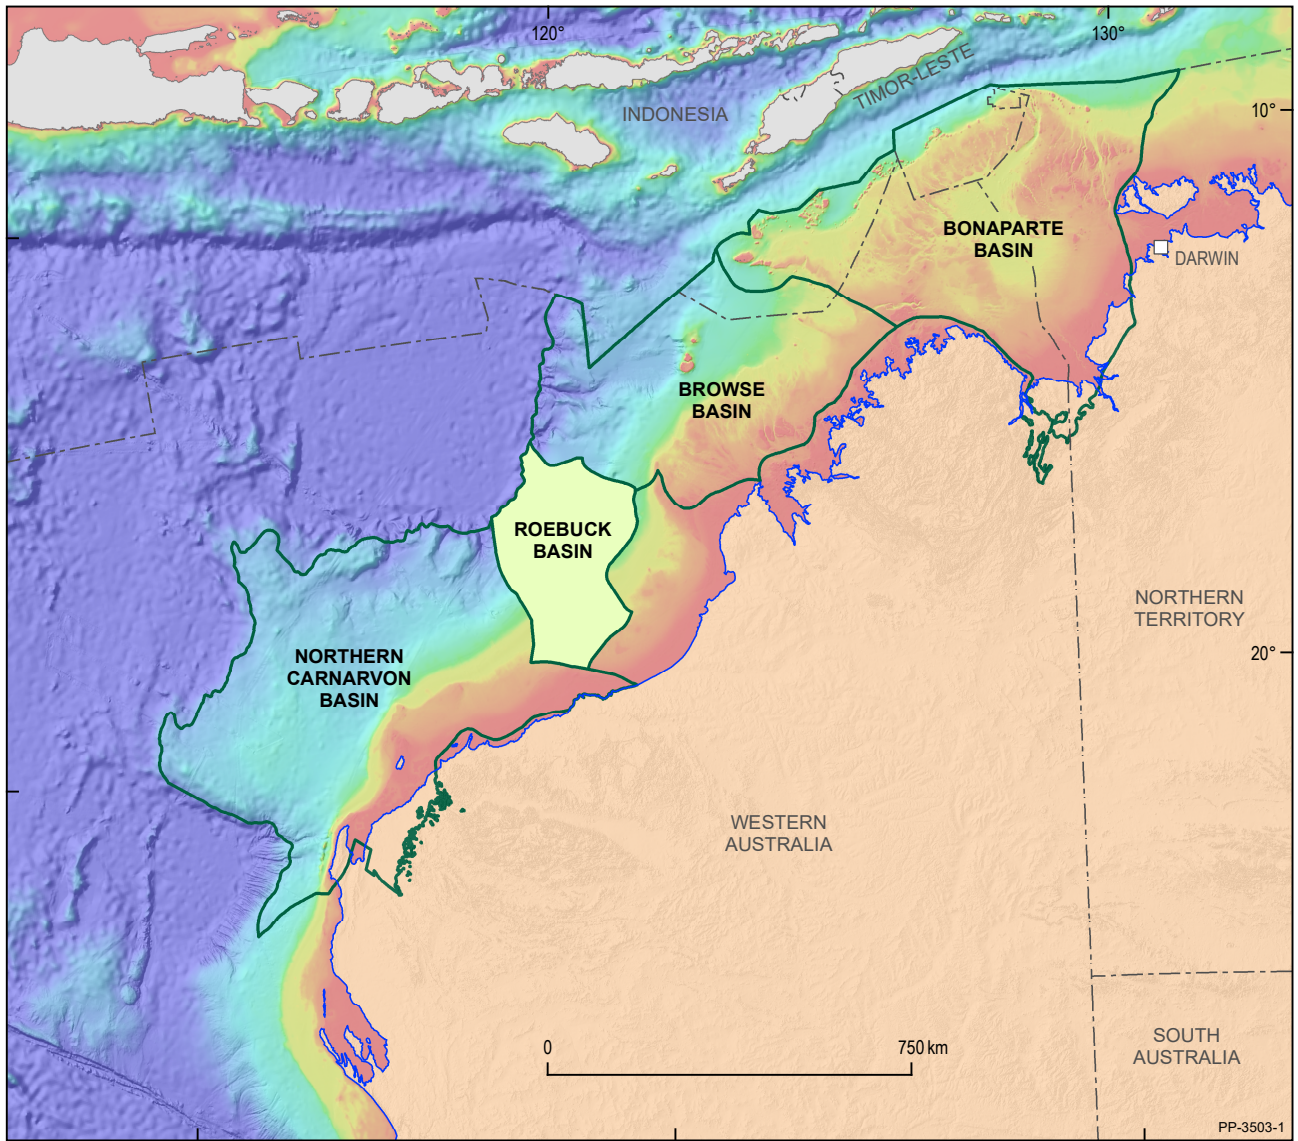 120°
130°
INDONESIA
TIMOR-LESTE
10°
BONAPARTE
BASIN
DARWIN
BROWSE
BASIN
ROEBUCK
BASIN
NORTHERN
TERRITORY
20°
NORTHERN
CARNARVON
BASIN
WESTERN
AUSTRALIA
SOUTH
AUSTRALIA
0
750 km
PP-3503-1